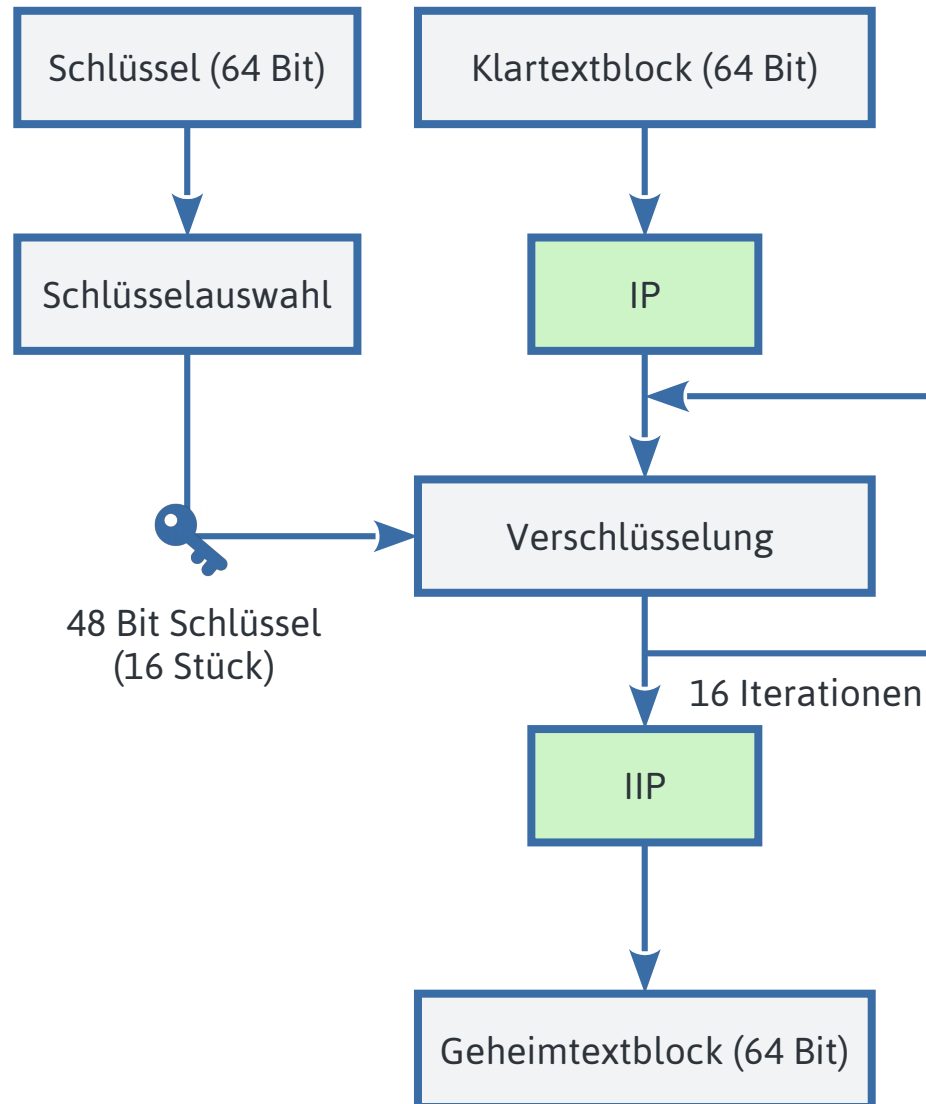 Schlüssel (64 Bit)
Klartextblock (64 Bit)
Schlüsselauswahl
IP
Verschlüsselung
48 Bit Schlüssel
(16 Stück)
16 Iterationen
IIP
Geheimtextblock (64 Bit)